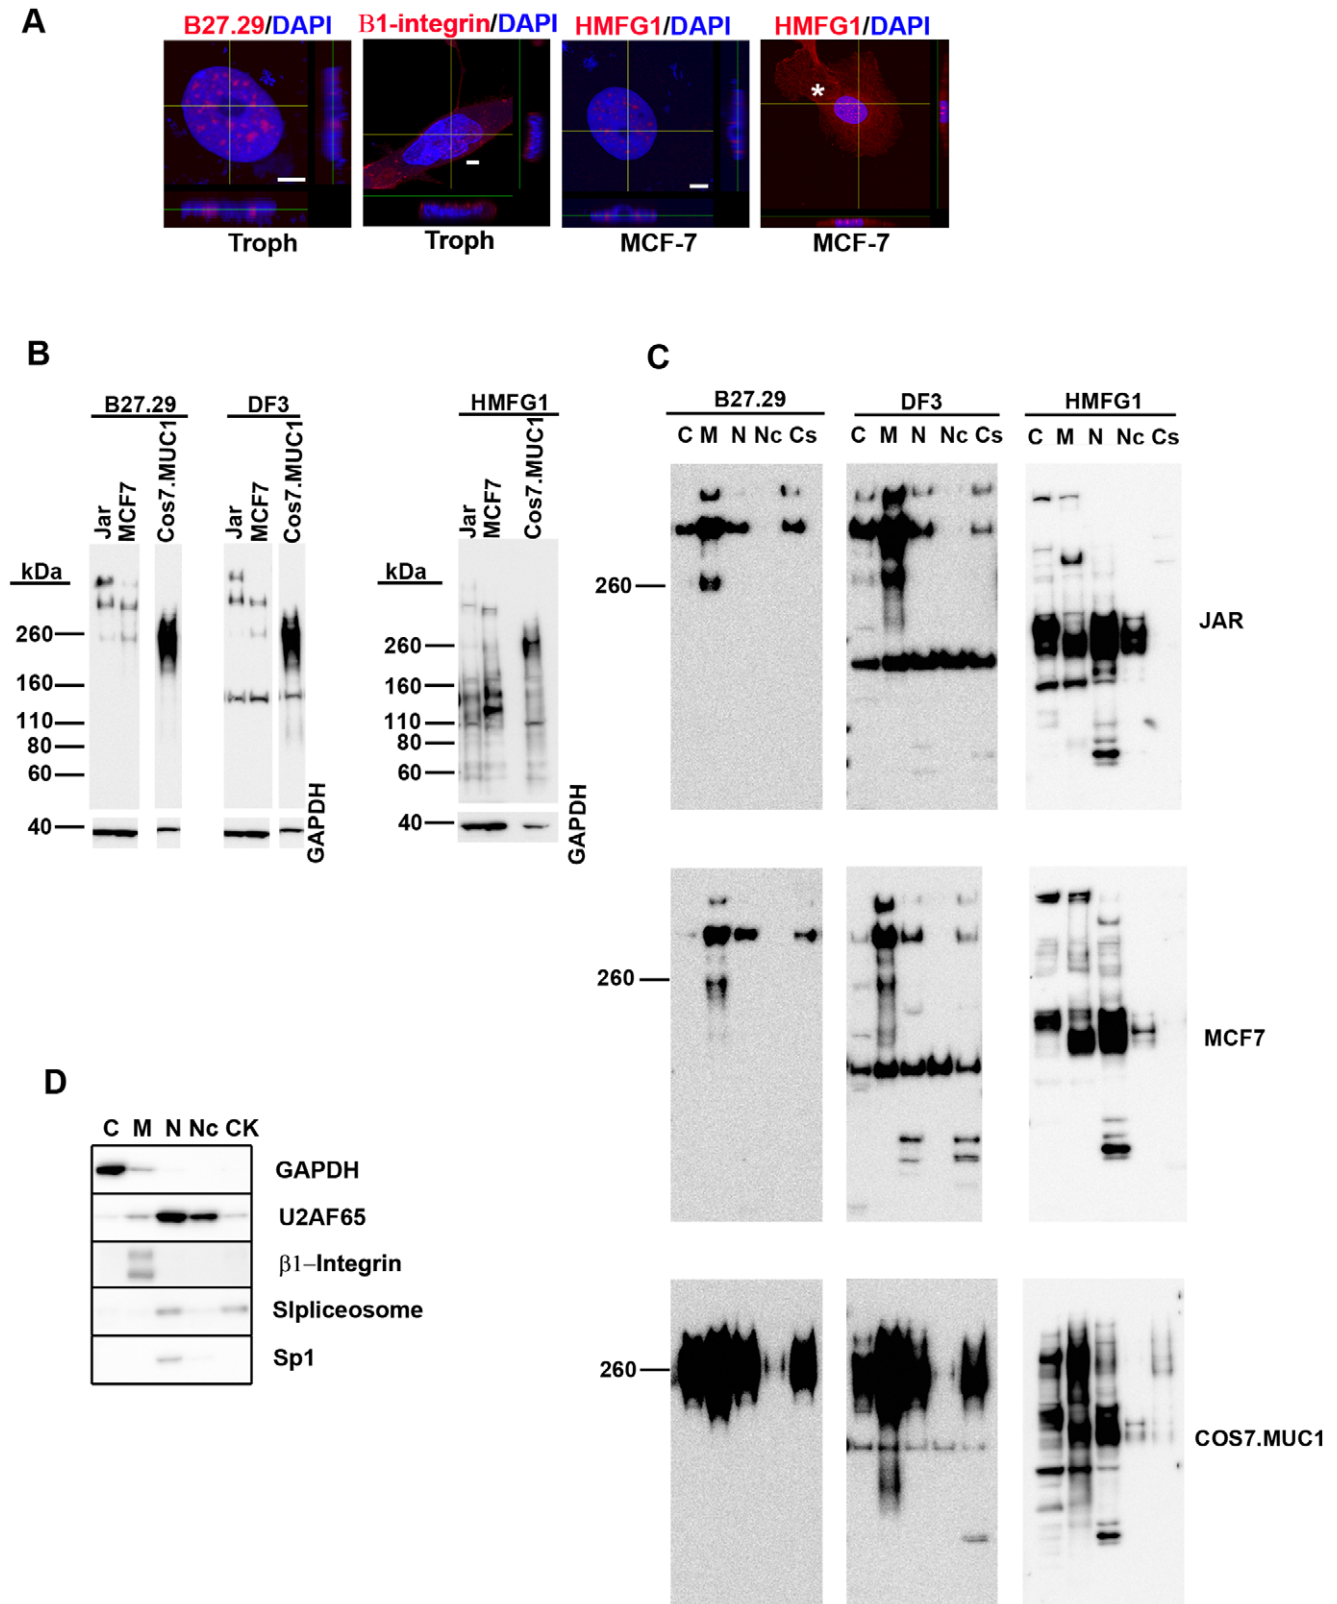 A
B27.29/DAPI
B1-integrin/DAPI
HMFG1/DAPI
HMFG1/DAPI
*
Troph
Troph
MCF-7
MCF-7
B
B27.29
DF3
HMFG1
Jar
MCF7
Cos7.MUC1
Jar
MCF7
Cos7.MUC1
Jar
MCF7
Cos7.MUC1
kDa
260
160
110
80
60
40
GAPDH
kDa
260
160
110
80
60
40
GAPDH
C
B27.29
DF3
HMFG1
C M N Nc Cs
C M N Nc Cs
C M N Nc Cs
260
JAR
260
MCF7
260
COS7.MUC1
D
C M N Nc CK
GAPDH
U2AF65
β1–Integrin
Slpliceosome
Sp1